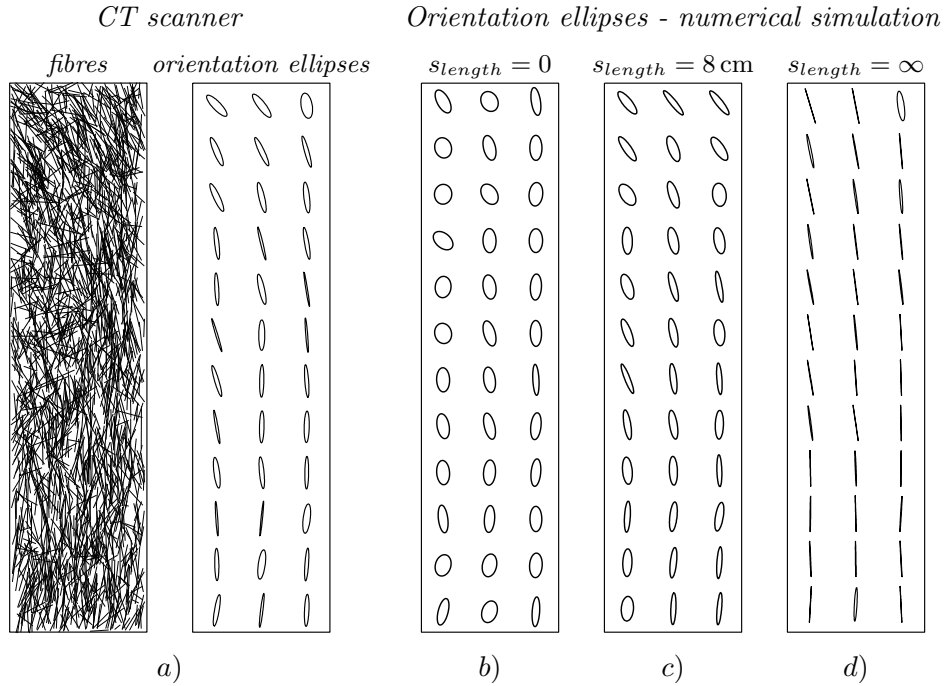 CT scanner
Orientation ellipses - numerical simulation
fibres
orientation ellipses
s_length = 0
s_length = 8 cm
s_length = ∞
a)
b)
c)
d)